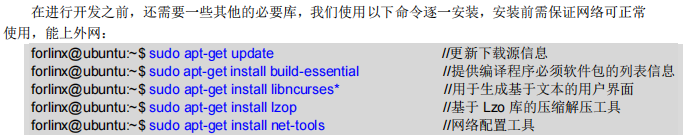 在进行开发之前，还需要一些其他的必要库，我们使用以下命令逐一安装，安装前需保证网络可正常
使用，能上外网：
forlinx@ubuntu:~$ sudo apt-get update //更新下载源信息
forlinx@ubuntu:~$ sudo apt-get install build-essential //提供编译程序必须软件包的列表信息
forlinx@ubuntu:~$ sudo apt-get install libncurses* //用于生成基于文本的用户界面
forlinx@ubuntu:~$ sudo apt-get install lzop //基于 Lzo 库的压缩解压工具
forlinx@ubuntu:~$ sudo apt-get install net-tools //网络配置工具